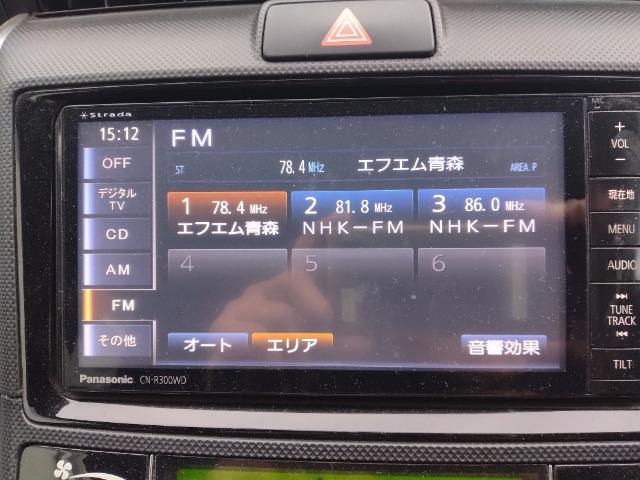 Strada
15:12
FM
OFF
ST 78.4 MHz エフエム青森 AREA.P
デジタル
TV
CD
AM
FM
その他
1 78.4 MHz
エフエム青森
2 81.8 MHz
NHK-FM
3 86.0 MHz
NHK-FM
4
5
6
オート
エリア
音響効果
Panasonic CN-R300WD
MIC
+
VOL
-
現在地
MENU
AUDIO
TUNE
TRACK
TILT